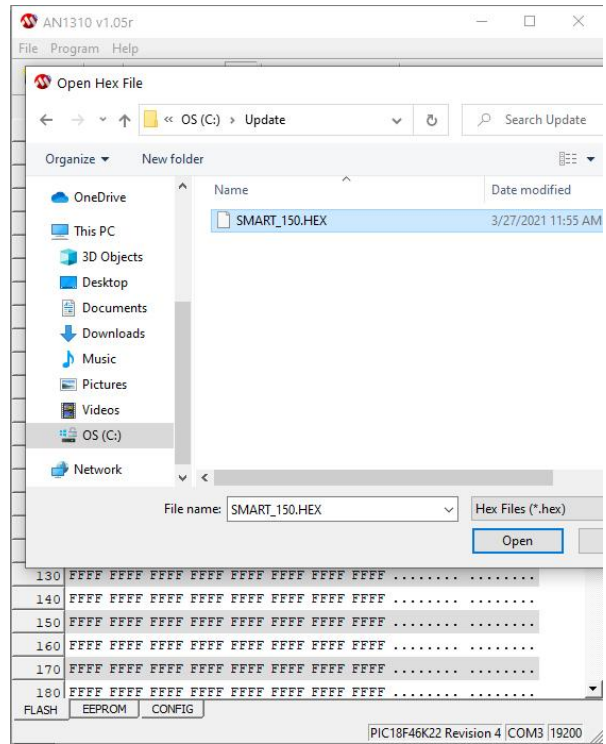 AN1310 v1.05r
File Program Help
Open Hex File
« OS (C:) › Update
Search Update
Organize
New folder
Name
Date modified
OneDrive
This PC
3D Objects
Desktop
Documents
Downloads
Music
Pictures
Videos
OS (C:)
Network
SMART_150.HEX
3/27/2021 11:55 AM
File name: SMART_150.HEX
Hex Files (*.hex)
Open
130 FFFF FFFF FFFF FFFF FFFF FFFF FFFF FFFF ........ ........
140 FFFF FFFF FFFF FFFF FFFF FFFF FFFF FFFF ........ ........
150 FFFF FFFF FFFF FFFF FFFF FFFF FFFF FFFF ........ ........
160 FFFF FFFF FFFF FFFF FFFF FFFF FFFF FFFF ........ ........
170 FFFF FFFF FFFF FFFF FFFF FFFF FFFF FFFF ........ ........
180 FFFF FFFF FFFF FFFF FFFF FFFF FFFF FFFF ........ ........
FLASH EEPROM CONFIG
PIC18F46K22 Revision 4 COM3 19200